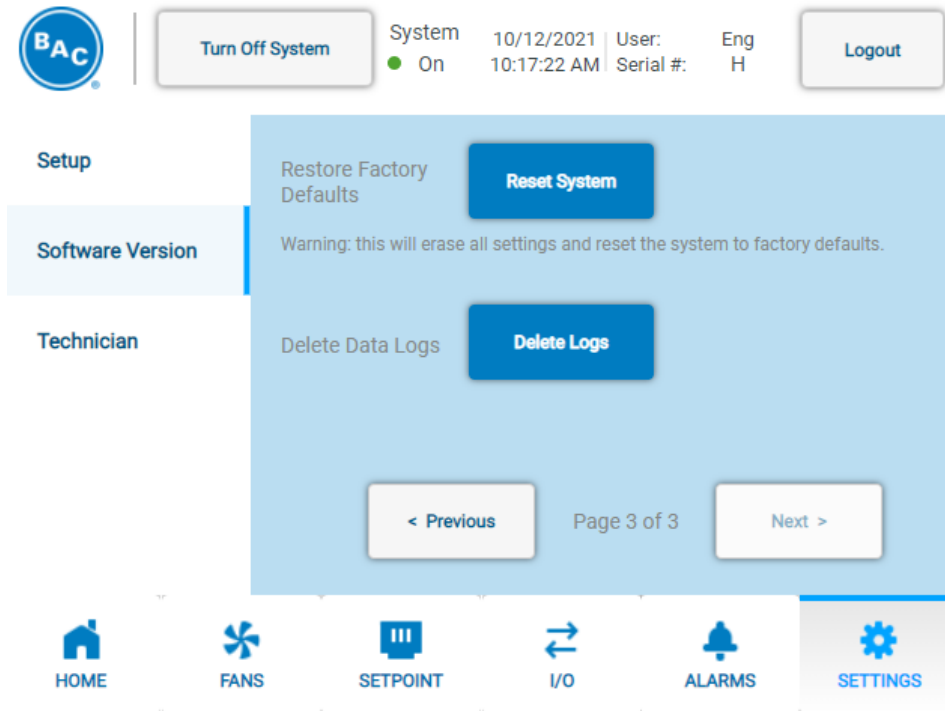 BAC
®
Turn Off System
System
On
10/12/2021
10:17:22 AM
User: Eng
Serial #: H
Logout
Setup
Software Version
Technician
Restore Factory
Defaults
Reset System
Warning: this will erase all settings and reset the system to factory defaults.
Delete Data Logs
Delete Logs
< Previous
Page 3 of 3
Next >
HOME
FANS
SETPOINT
I/O
ALARMS
SETTINGS